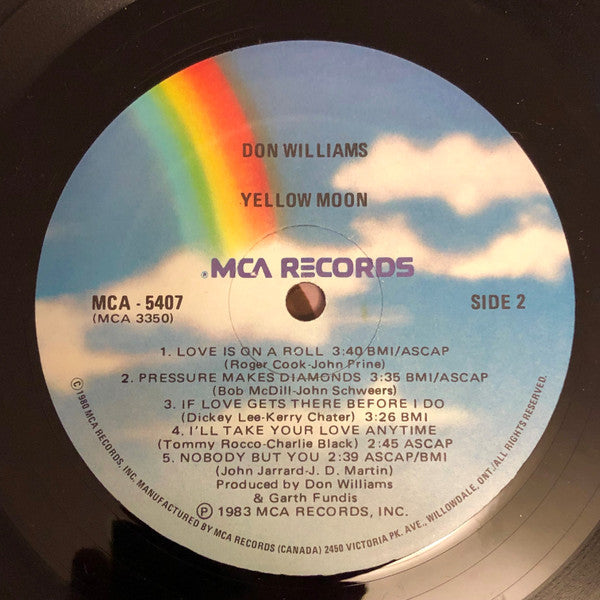 DON WILLIAMS
YELLOW MOON
®MCA RECORDS
MCA - 5407
(MCA 3350)
SIDE 2
1. LOVE IS ON A ROLL 3:40 BMI/ASCAP
(Roger Cook-John Prine)
2. PRESSURE MAKES DIAMONDS 3:35 BMI/ASCAP
(Bob McDill-John Schweers)
3. IF LOVE GETS THERE BEFORE I DO
(Dickey Lee-Kerry Chater) 3:26 BMI
4. I'LL TAKE YOUR LOVE ANYTIME
(Tommy Rocco-Charlie Black) 2:45 ASCAP
5. NOBODY BUT YOU 2:39 ASCAP/BMI
(John Jarrard-J. D. Martin)
Produced by Don Williams
& Garth Fundis
Ⓟ 1983 MCA RECORDS, INC.
© 1980 MCA RECORDS, INC. MANUFACTURED BY MCA RECORDS (CANADA) 2450 VICTORIA PK. AVE., WILLOWDALE, ONT./ALL RIGHTS RESERVED.